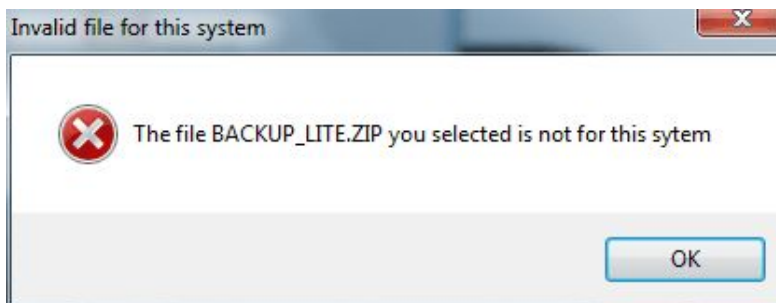 Invalid file for this system
The file BACKUP_LITE.ZIP you selected is not for this sytem
OK